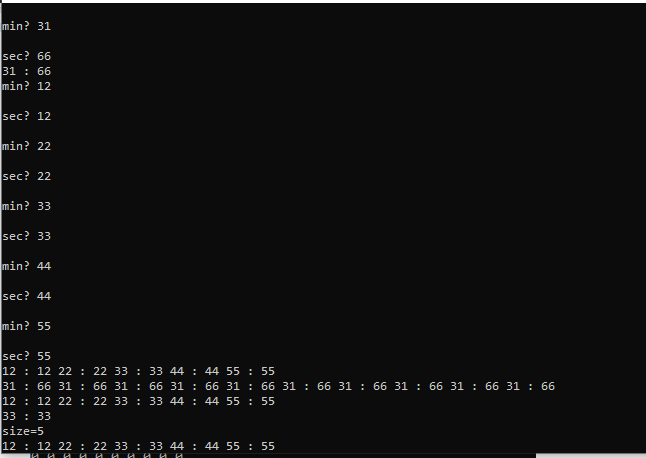 min? 31
sec? 66
31 : 66
min? 12
sec? 12
min? 22
sec? 22
min? 33
sec? 33
min? 44
sec? 44
min? 55
sec? 55
12 : 12 22 : 22 33 : 33 44 : 44 55 : 55
31 : 66 31 : 66 31 : 66 31 : 66 31 : 66 31 : 66 31 : 66 31 : 66 31 : 66 31 : 66
12 : 12 22 : 22 33 : 33 44 : 44 55 : 55
33 : 33
size=5
12 : 12 22 : 22 33 : 33 44 : 44 55 : 55